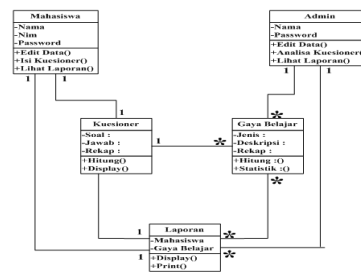 Mahasiswa
-Nama
-Nim
-Password
+Edit Data()
+Isi Kuesioner()
+Lihat Laporan()
Admin
-Nama
-Password
+Edit Data()
+Analisa Kuesioner()
+Lihat Laporan()
1
1
1
1
1
*
Kuesioner
-Soal :
-Jawab :
-Rekap :
+Hitung()
+Display()
1
*
Gaya Belajar
-Jenis :
-Deskripsi :
-Rekap :
+Hitung :()
+Statistik :()
*
1
1
Laporan
-Mahasiswa
-Gaya Belajar
+Display()
+Print()
*
*